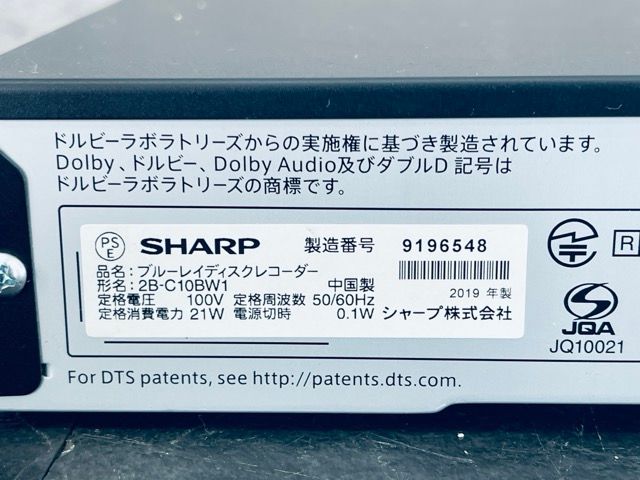 ドルビーラボラトリーズからの実施権に基づき製造されています。
Dolby、ドルビー、Dolby Audio及びダブルD 記号は
ドルビーラボラトリーズの商標です。
PSE SHARP 製造番号 9196548
品名：ブルーレイディスクレコーダー
形名：2B-C10BW1 中国製
2019 年製
定格電圧 100V 定格周波数 50/60Hz
定格消費電力 21W 電源切時 0.1W シャープ株式会社
R
JQA
JQ10021
For DTS patents, see http://patents.dts.com.